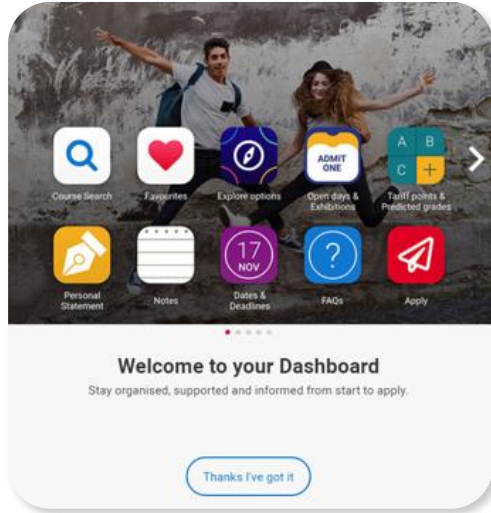 ADMIT
ONE
A B
C +
Course Search
Favourites
Explore options
Open days &
Exhibitions
Tariff points &
Predicted grades
17
NOV
?
Personal
Statement
Notes
Dates &
Deadlines
FAQs
Apply
Welcome to your Dashboard
Stay organised, supported and informed from start to apply.
Thanks I've got it